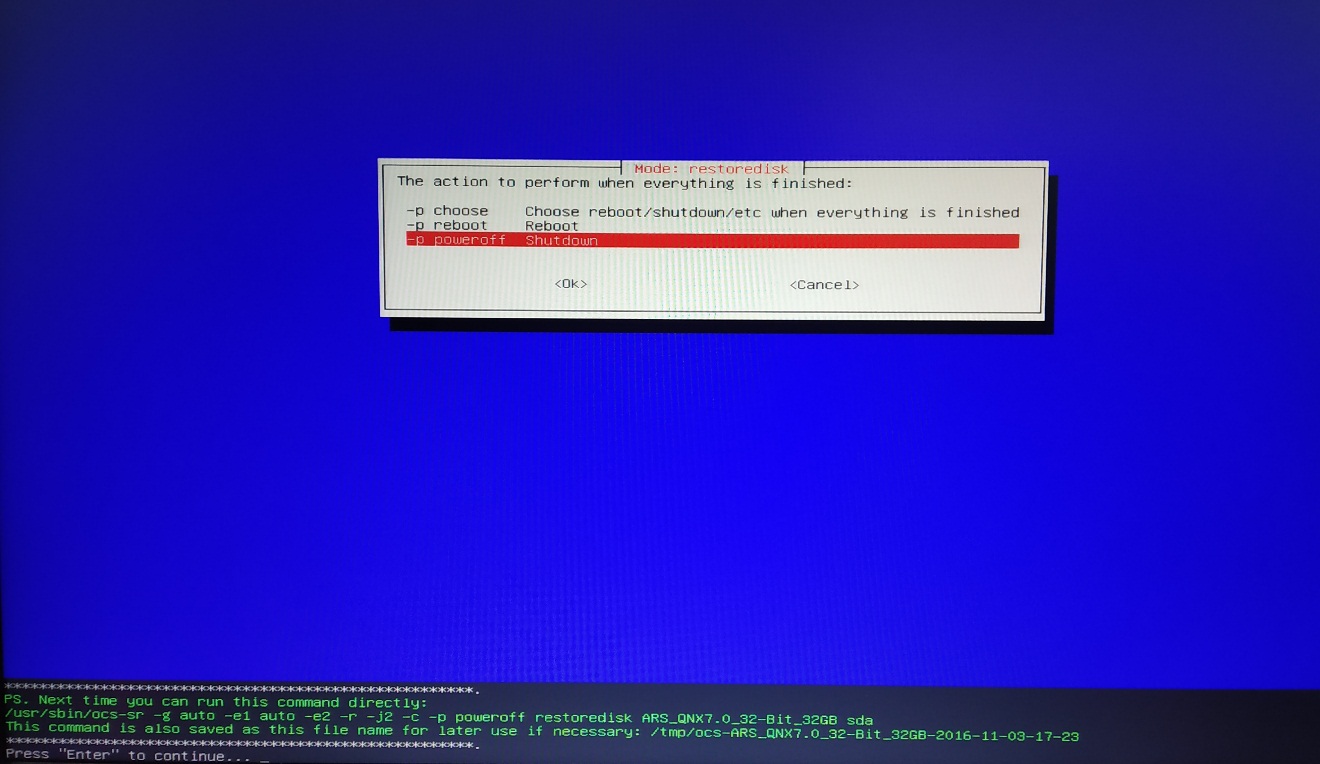 Mode: restoredisk
The action to perform when everything is finished:
-p choose Choose reboot/shutdown/etc when everything is finished
-p reboot Reboot
-p poweroff Shutdown
<Ok> <Cancel>
*****************************************************.
PS. Next time you can run this command directly:
/usr/sbin/ocs-sr -g auto -e1 auto -e2 -r -j2 -c -p poweroff restoredisk ARS_QNX7.0_32-Bit_32GB sda
This command is also saved as this file name for later use if necessary: /tmp/ocs-ARS_QNX7.0_32-Bit_32GB-2016-11-03-17-23
*****************************************************.
Press "Enter" to continue... _